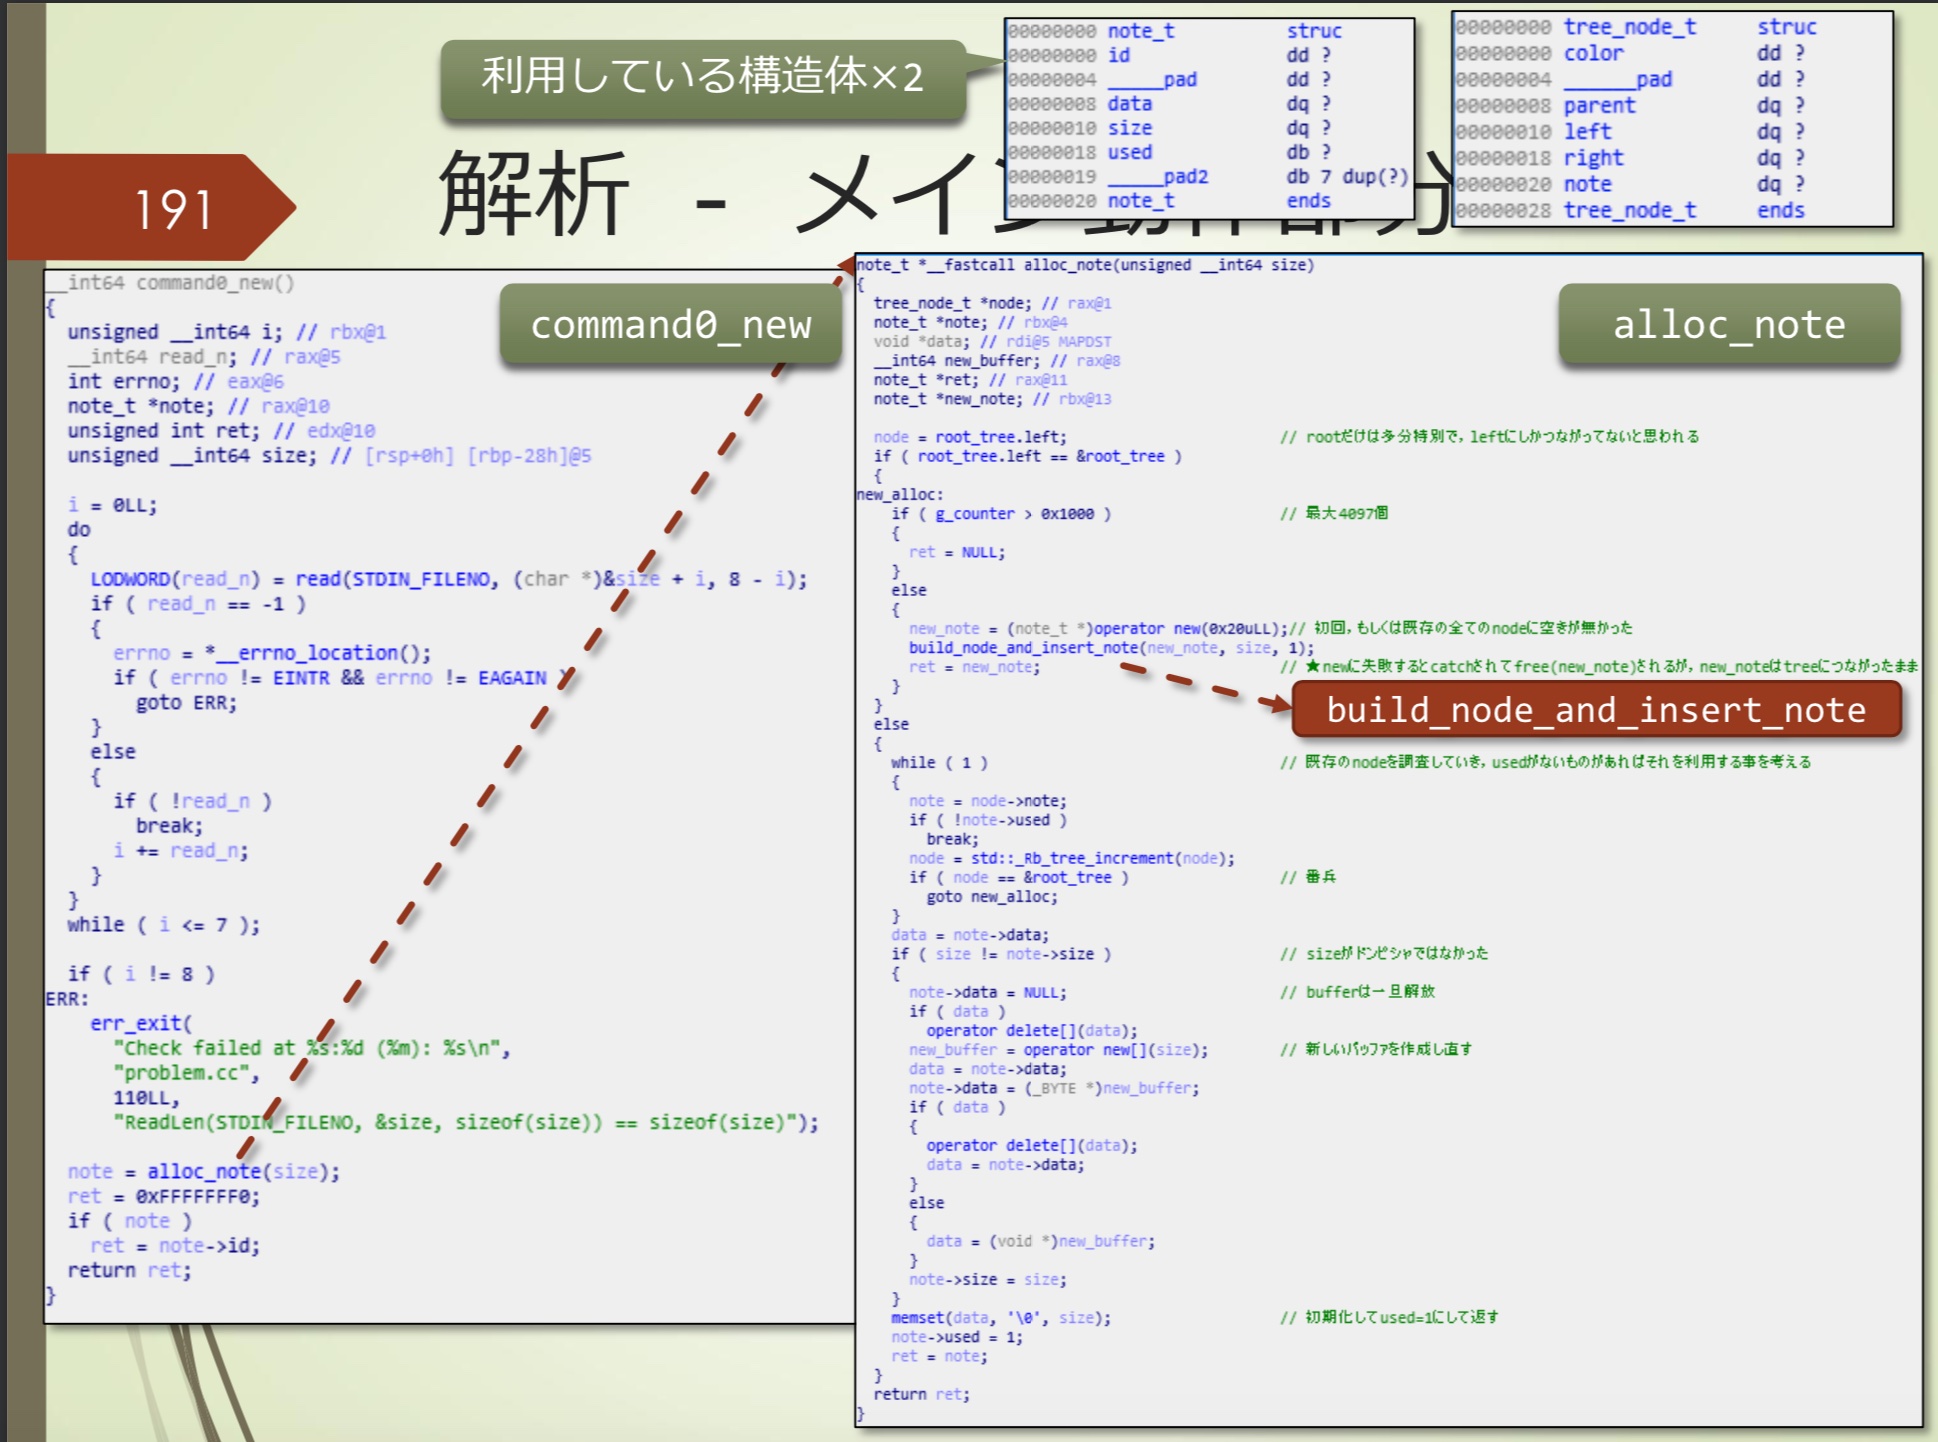 利用している構造体×2
00000000 note_t struc
00000000 id dd ?
00000004 _____pad dd ?
00000008 data dq ?
00000010 size dq ?
00000018 used db ?
00000019 _____pad2 db 7 dup(?)
00000020 note_t ends
00000000 tree_node_t struc
00000000 color dd ?
00000004 ______pad dd ?
00000008 parent dq ?
00000010 left dq ?
00000018 right dq ?
00000020 note dq ?
00000028 tree_node_t ends
191
解析 - メイン動作部分
command0_new
__int64 command0_new()
{
unsigned __int64 i; // rbx@1
__int64 read_n; // rax@5
int errno; // eax@6
note_t *note; // rax@10
unsigned int ret; // edx@10
unsigned __int64 size; // [rsp+0h] [rbp-28h]@5
i = 0LL;
do
{
LODWORD(read_n) = read(STDIN_FILENO, (char *)&size + i, 8 - i);
if ( read_n == -1 )
{
errno = *__errno_location();
if ( errno != EINTR && errno != EAGAIN )
goto ERR;
}
else
{
if ( !read_n )
break;
i += read_n;
}
}
while ( i <= 7 );
if ( i != 8 )
ERR:
err_exit(
"Check failed at %s:%d (%m): %s\n",
"problem.cc",
110LL,
"ReadLen(STDIN_FILENO, &size, sizeof(size)) == sizeof(size)");
note = alloc_note(size);
ret = 0xFFFFFFF0;
if ( note )
ret = note->id;
return ret;
}
alloc_note
note_t *__fastcall alloc_note(unsigned __int64 size)
{
tree_node_t *node; // rax@1
note_t *note; // rbx@4
void *data; // rdi@5 MAPDST
__int64 new_buffer; // rax@8
note_t *ret; // rax@11
note_t *new_note; // rbx@13
node = root_tree.left; // rootだけは多分特別で，leftにしかつながってないと思われる
if ( root_tree.left == &root_tree )
{
new_alloc:
if ( g_counter > 0x1000 ) // 最大4097個
{
ret = NULL;
}
else
{
new_note = (note_t *)operator new(0x20uLL);// 初回，もしくは既存の全てのnodeに空きが無かった
build_node_and_insert_note(new_note, size, 1);
ret = new_note; // ★newに失敗するとcatchされてfree(new_note)されるが，new_noteはtreeにつながったまま
}
build_node_and_insert_note
}
else
{
while ( 1 ) // 既存のnodeを調査していき，usedがないものがあればそれを利用する事を考える
{
note = node->note;
if ( !note->used )
break;
node = std::_Rb_tree_increment(node);
if ( node == &root_tree ) // 番兵
goto new_alloc;
}
data = note->data;
if ( size != note->size ) // sizeがドンピシャではなかった
{
note->data = NULL; // bufferは一旦解放
if ( data )
operator delete[](data);
new_buffer = operator new[](size); // 新しいバッファを作成し直す
data = note->data;
note->data = (_BYTE *)new_buffer;
if ( data )
{
operator delete[](data);
data = note->data;
}
else
{
data = (void *)new_buffer;
}
note->size = size;
}
memset(data, '\0', size); // 初期化してused=1にして返す
note->used = 1;
ret = note;
}
return ret;
}